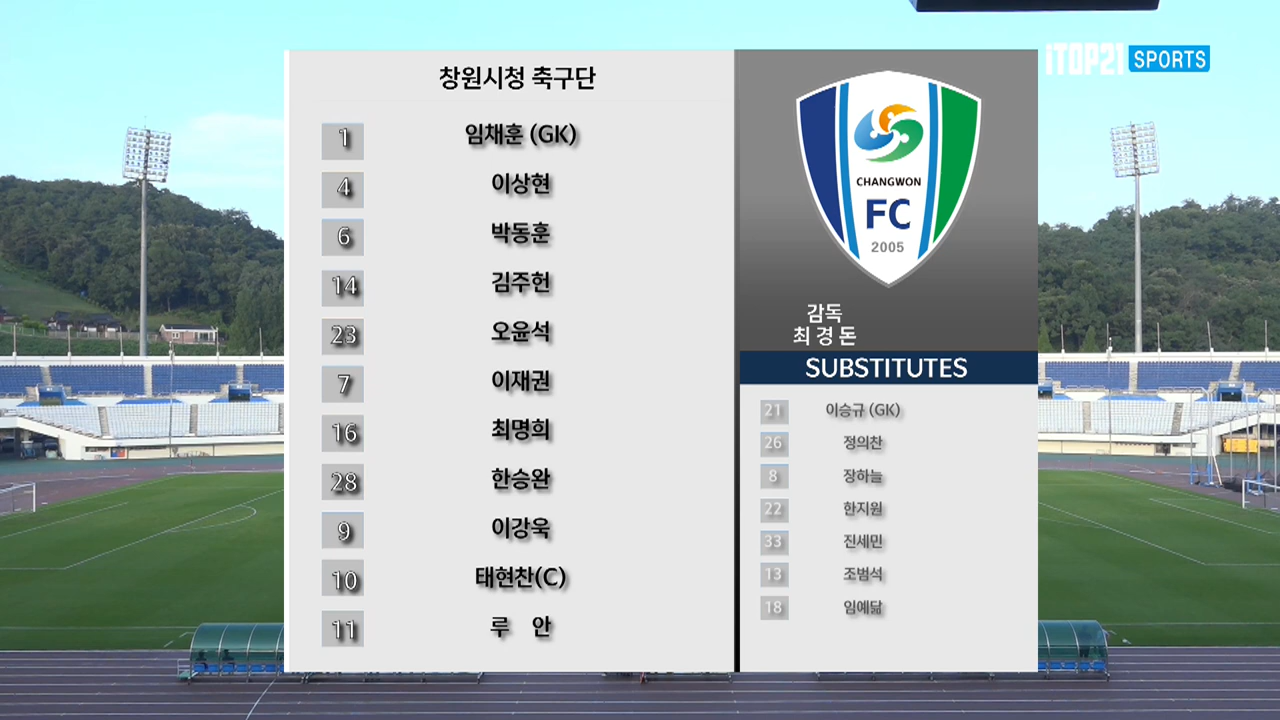 iTOP21 SPORTS
창원시청 축구단
1 임채훈 (GK)
4 이상현
6 박동훈
14 김주헌
23 오윤석
7 이재권
16 최명희
28 한승완
9 이강욱
10 태현찬(C)
11 루 안
CHANGWON
FC
2005
감독
최경돈
SUBSTITUTES
21 이승규 (GK)
26 정의찬
8 장하늘
22 한지원
33 진세민
13 조범석
18 임예닮